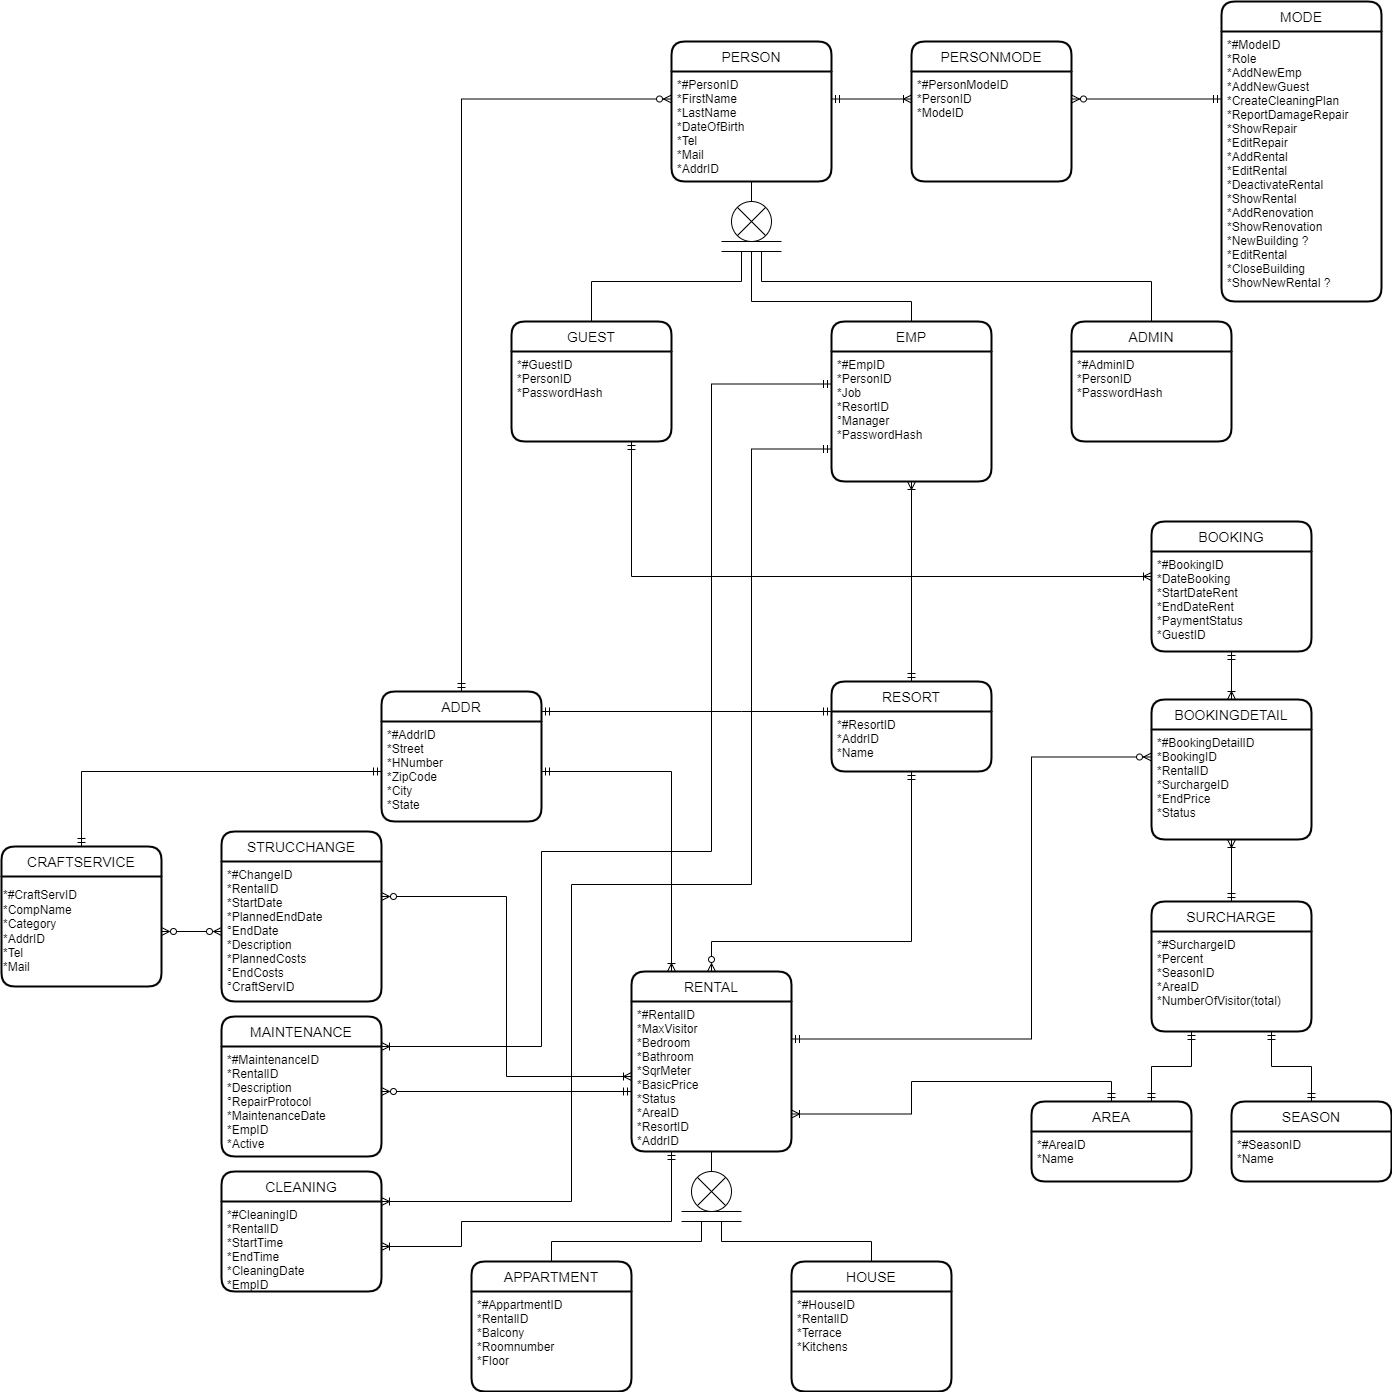 MODE
*#ModeID
*Role
*AddNewEmp
*AddNewGuest
*CreateCleaningPlan
*ReportDamageRepair
*ShowRepair
*EditRepair
*AddRental
*EditRental
*DeactivateRental
*ShowRental
*AddRenovation
*ShowRenovation
*NewBuilding ?
*EditRental
*CloseBuilding
*ShowNewRental ?
PERSON
*#PersonID
*FirstName
*LastName
*DateOfBirth
*Tel
*Mail
*AddrID
PERSONMODE
*#PersonModeID
*PersonID
*ModeID
GUEST
*#GuestID
*PersonID
*PasswordHash
EMP
*#EmpID
*PersonID
*Job
*ResortID
°Manager
*PasswordHash
ADMIN
*#AdminID
*PersonID
*PasswordHash
BOOKING
*#BookingID
*DateBooking
*StartDateRent
*EndDateRent
*PaymentStatus
*GuestID
ADDR
*#AddrID
*Street
*HNumber
*ZipCode
*City
*State
RESORT
*#ResortID
*AddrID
*Name
BOOKINGDETAIL
*#BookingDetailID
*BookingID
*RentalID
*SurchargeID
*EndPrice
*Status
CRAFTSERVICE
*#CraftServID
*CompName
*Category
*AddrID
*Tel
*Mail
STRUCCHANGE
*#ChangeID
*RentalID
*StartDate
*PlannedEndDate
°EndDate
*Description
*PlannedCosts
°EndCosts
°CraftServID
SURCHARGE
*#SurchargeID
*Percent
*SeasonID
*AreaID
*NumberOfVisitor(total)
RENTAL
*#RentalID
*MaxVisitor
*Bedroom
*Bathroom
*SqrMeter
*BasicPrice
*Status
*AreaID
*ResortID
*AddrID
MAINTENANCE
*#MaintenanceID
*RentalID
*Description
°RepairProtocol
*MaintenanceDate
*EmpID
*Active
AREA
*#AreaID
*Name
SEASON
*#SeasonID
*Name
CLEANING
*#CleaningID
*RentalID
*StartTime
*EndTime
*CleaningDate
*EmpID
APPARTMENT
*#AppartmentID
*RentalID
*Balcony
*Roomnumber
*Floor
HOUSE
*#HouseID
*RentalID
*Terrace
*Kitchens